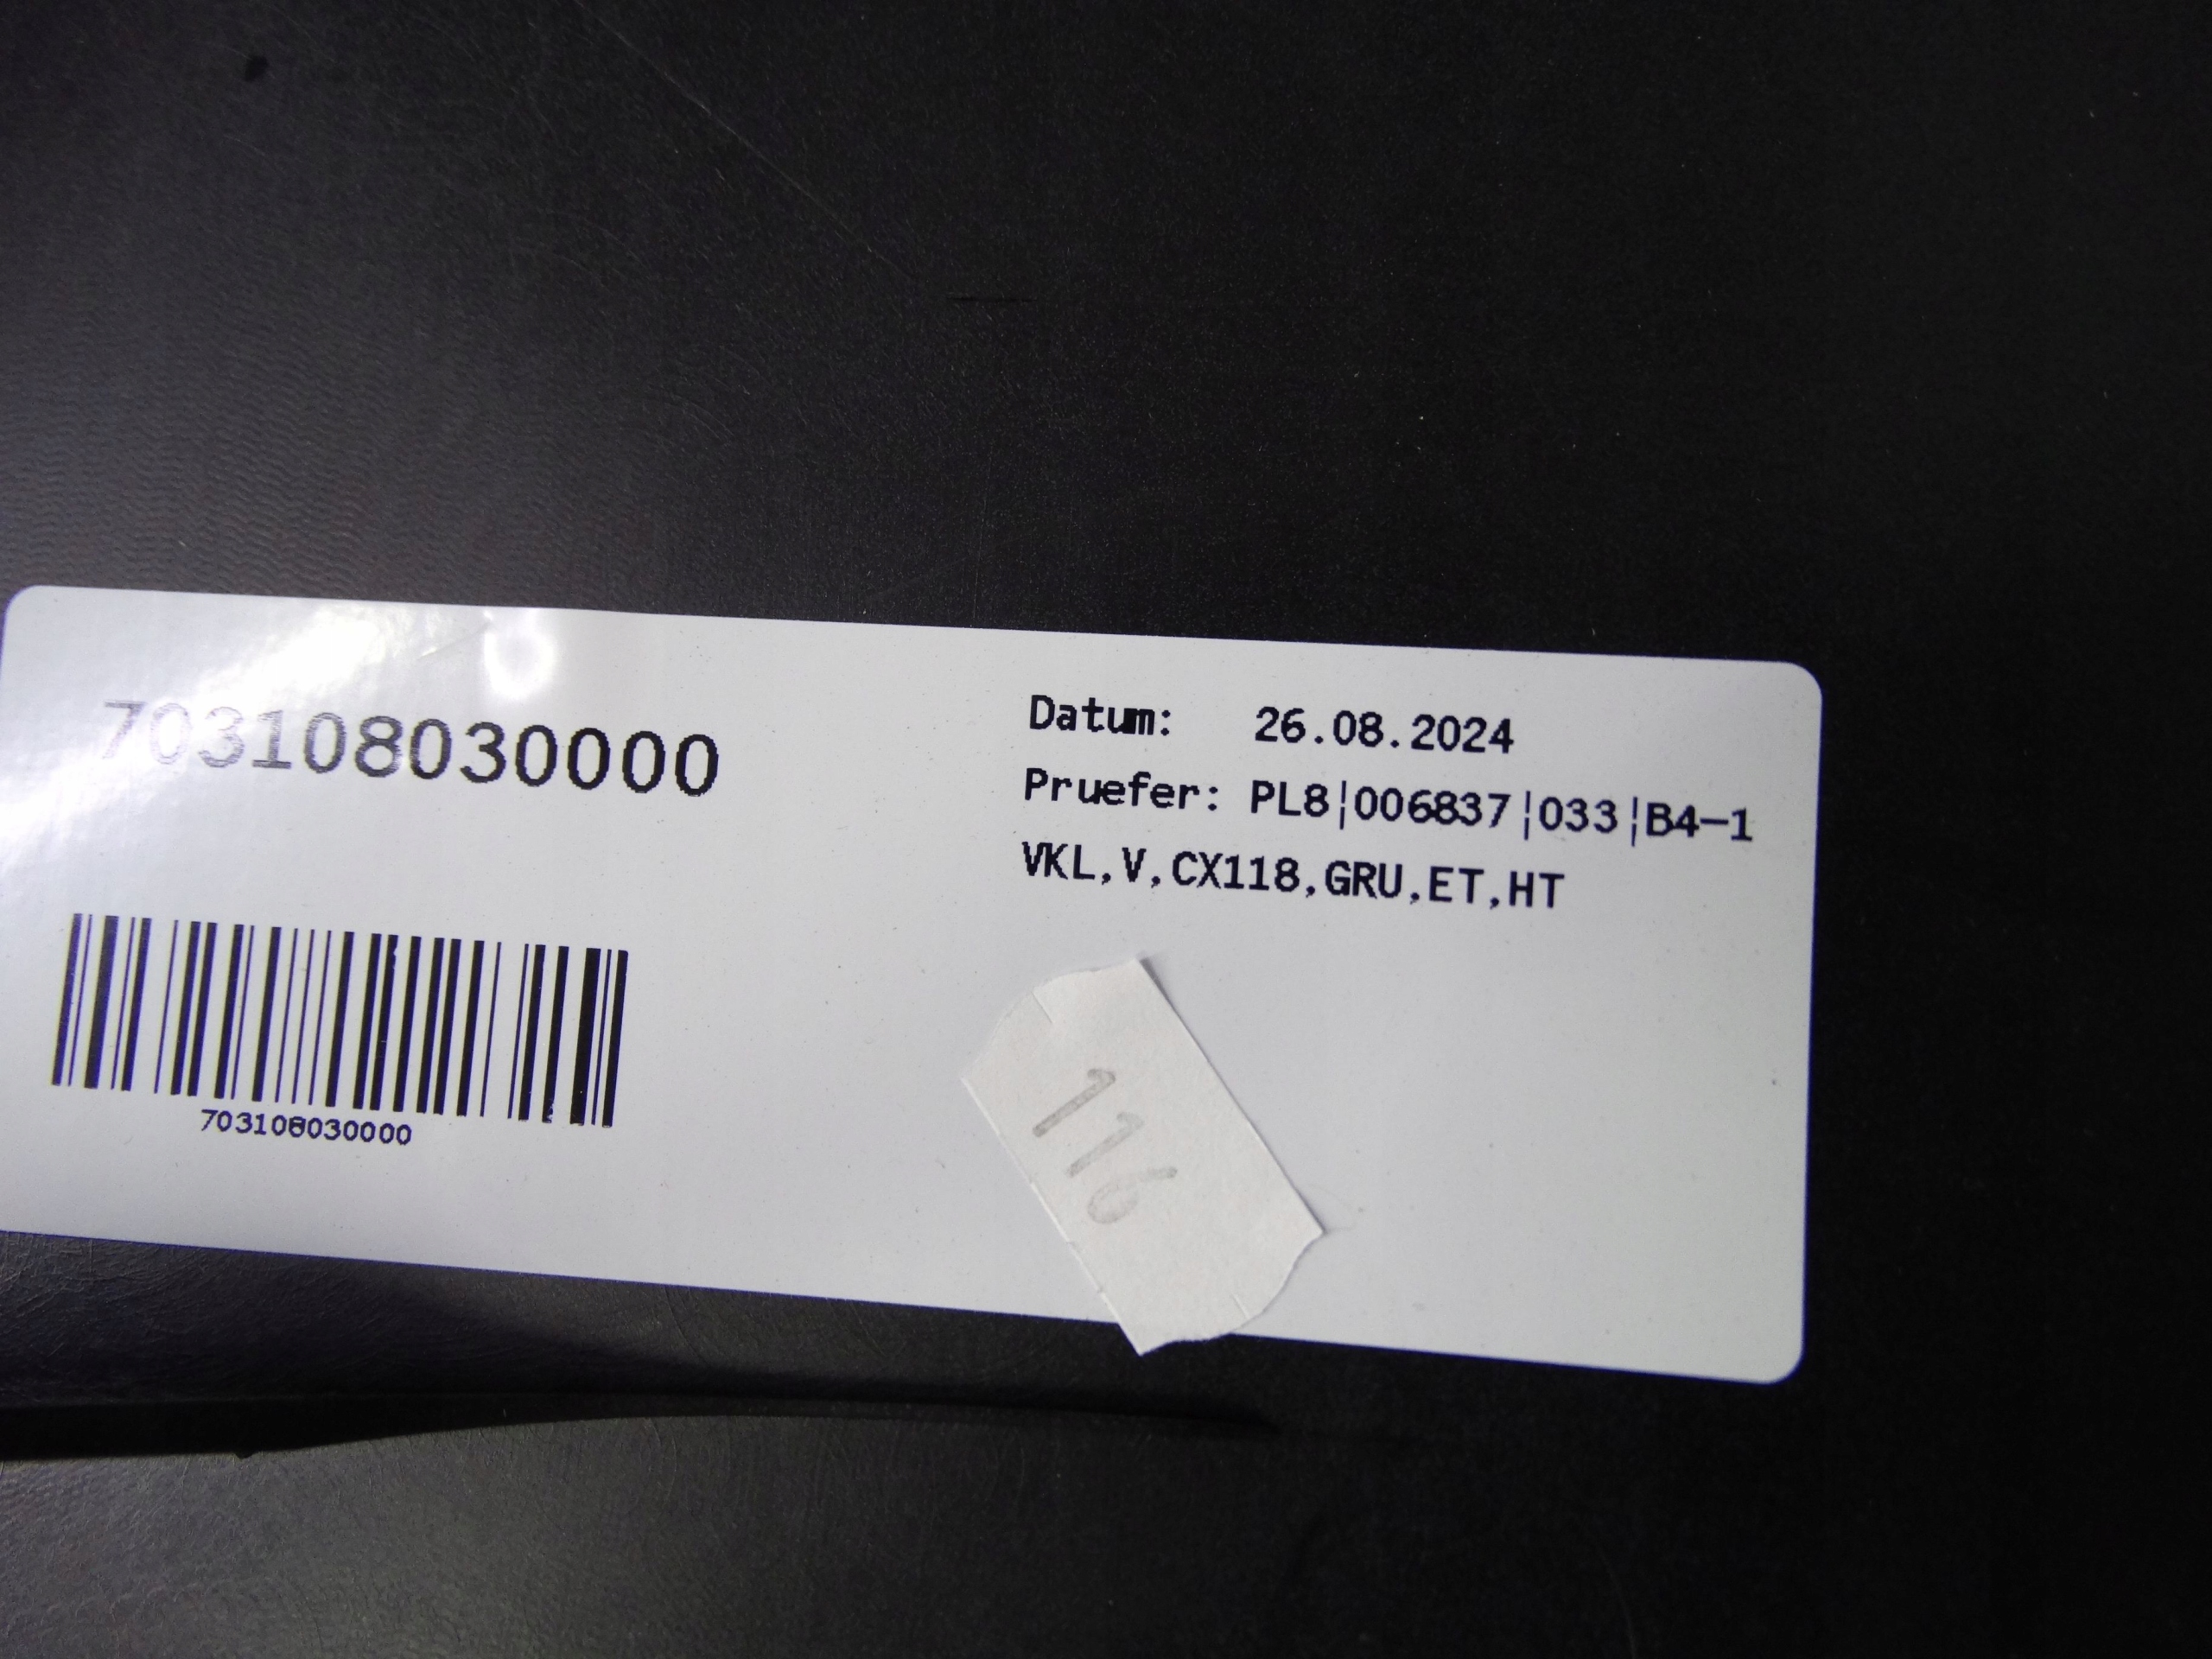 703108030000
Datum: 26.08.2024
Pruefer: PL8¦006837¦033¦B4-1
VKL,V,CX118,GRU,ET,HT
703108030000
116